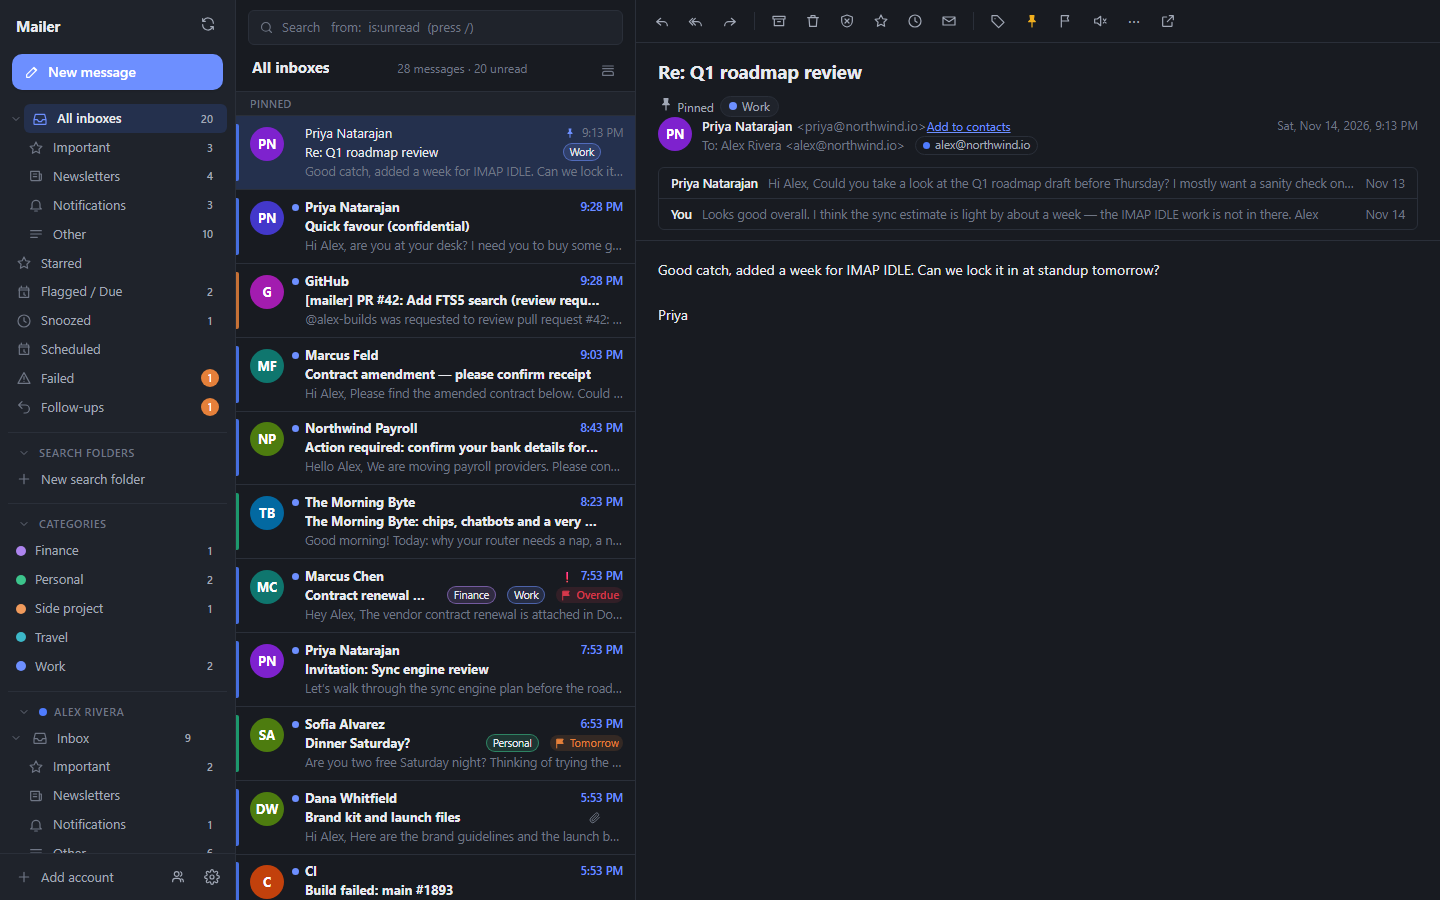 Mailer
New message
All inboxes 20
Important 3
Newsletters 4
Notifications 3
Other 10
Starred
Flagged / Due 2
Snoozed 1
Scheduled
Failed 1
Follow-ups 1
SEARCH FOLDERS
New search folder
CATEGORIES
Finance 1
Personal 2
Side project 1
Travel
Work 2
ALEX RIVERA
Inbox 9
Important 2
Newsletters
Notifications 1
Other 6
Add account
Search from: is:unread (press /)
All inboxes 28 messages · 20 unread
PINNED
PN Priya Natarajan 9:13 PM
Re: Q1 roadmap review Work
Good catch, added a week for IMAP IDLE. Can we lock it...
PN Priya Natarajan 9:28 PM
Quick favour (confidential)
Hi Alex, are you at your desk? I need you to buy some g...
G GitHub 9:28 PM
[mailer] PR #42: Add FTS5 search (review requ...
@alex-builds was requested to review pull request #42: ...
MF Marcus Feld 9:03 PM
Contract amendment — please confirm receipt
Hi Alex, Please find the amended contract below. Could ...
NP Northwind Payroll 8:43 PM
Action required: confirm your bank details for...
Hello Alex, We are moving payroll providers. Please con...
TB The Morning Byte 8:23 PM
The Morning Byte: chips, chatbots and a very ...
Good morning! Today: why your router needs a nap, a n...
MC Marcus Chen ! 7:53 PM
Contract renewal ... Finance Work Overdue
Hey Alex, The vendor contract renewal is attached in Do...
PN Priya Natarajan 7:53 PM
Invitation: Sync engine review
Let's walk through the sync engine plan before the road...
SA Sofia Alvarez 6:53 PM
Dinner Saturday? Personal Tomorrow
Are you two free Saturday night? Thinking of trying the ...
DW Dana Whitfield 5:53 PM
Brand kit and launch files
Hi Alex, Here are the brand guidelines and the launch b...
C CI 5:53 PM
Build failed: main #1893
Re: Q1 roadmap review
Pinned Work
PN Priya Natarajan <priya@northwind.io> Add to contacts Sat, Nov 14, 2026, 9:13 PM
To: Alex Rivera <alex@northwind.io> alex@northwind.io
Priya Natarajan Hi Alex, Could you take a look at the Q1 roadmap draft before Thursday? I mostly want a sanity check on... Nov 13
You Looks good overall. I think the sync estimate is light by about a week — the IMAP IDLE work is not in there. Alex Nov 14
Good catch, added a week for IMAP IDLE. Can we lock it in at standup tomorrow?
Priya